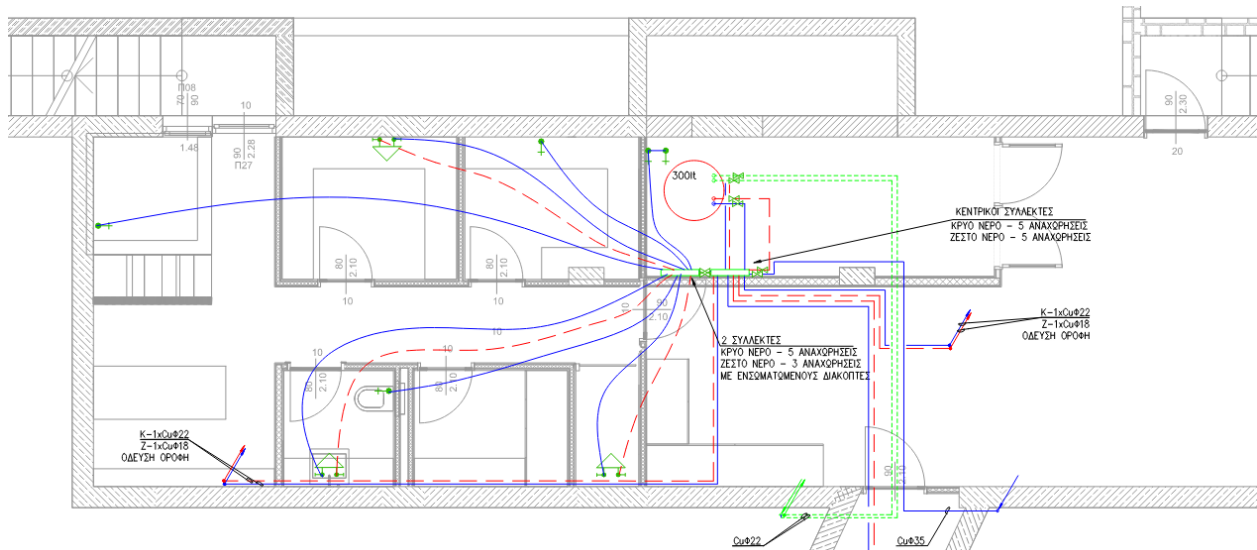 Π08
70
90
1.48
10
90
2.28
Π27
300lt
90
2.30
20
ΚΕΝΤΡΙΚΟΙ ΣΥΛΛΕΚΤΕΣ
ΚΡΥΟ ΝΕΡΟ - 5 ΑΝΑΧΩΡΗΣΕΙΣ
ΖΕΣΤΟ ΝΕΡΟ - 5 ΑΝΑΧΩΡΗΣΕΙΣ
80
2.10
10
80
2.10
10
90
2.10
10
2 ΣΥΛΛΕΚΤΕΣ
ΚΡΥΟ ΝΕΡΟ - 5 ΑΝΑΧΩΡΗΣΕΙΣ
ΖΕΣΤΟ ΝΕΡΟ - 3 ΑΝΑΧΩΡΗΣΕΙΣ
ΜΕ ΕΝΣΩΜΑΤΩΜΕΝΟΥΣ ΔΙΑΚΟΠΤΕΣ
Κ-1xCuΦ22
Ζ-1xCuΦ18
ΟΔΕΥΣΗ ΟΡΟΦΗ
10
10
80
2.10
10
80
2.10
Κ-1xCuΦ22
Ζ-1xCuΦ18
ΟΔΕΥΣΗ ΟΡΟΦΗ
90
2.10
CuΦ22
CuΦ35